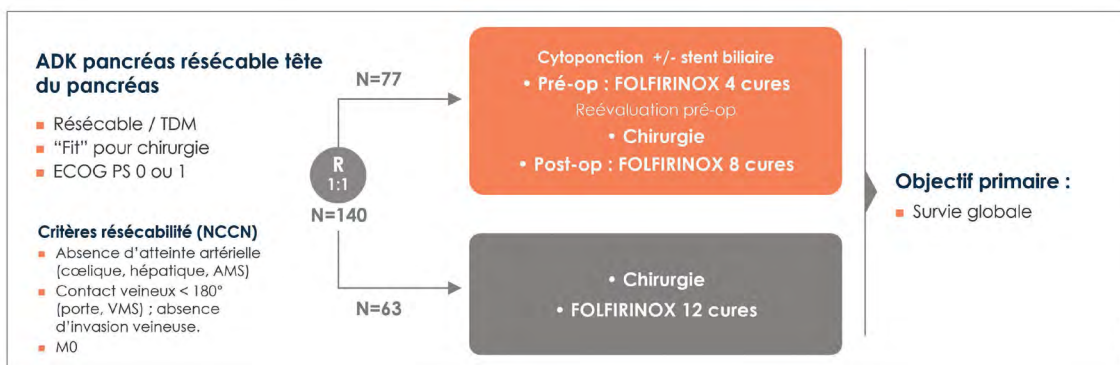 ADK pancréas résécable tête
du pancréas
Résécable / TDM
“Fit” pour chirurgie
ECOG PS 0 ou 1
Critères résécabilité (NCCN)
Absence d’atteinte artérielle
(cœlique, hépatique, AMS)
Contact veineux < 180°
(porte, VMS) ; absence
d’invasion veineuse.
M0
N=77
R
1:1
N=140
N=63
Cytoponction +/- stent biliaire
• Pré-op : FOLFIRINOX 4 cures
Reévaluation pré-op
• Chirurgie
• Post-op : FOLFIRINOX 8 cures
• Chirurgie
• FOLFIRINOX 12 cures
Objectif primaire :
Survie globale